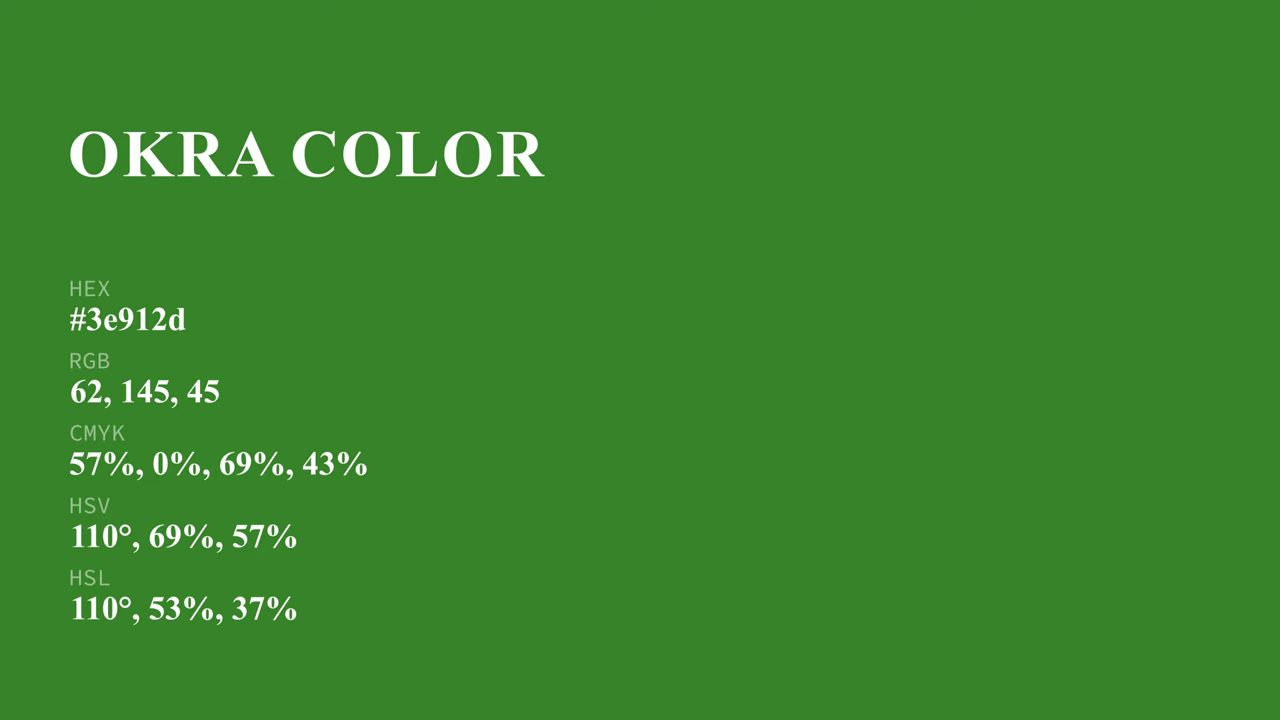 OKRA COLOR
HEX
#3e912d
RGB
62, 145, 45
CMYK
57%, 0%, 69%, 43%
HSV
110°, 69%, 57%
HSL
110°, 53%, 37%